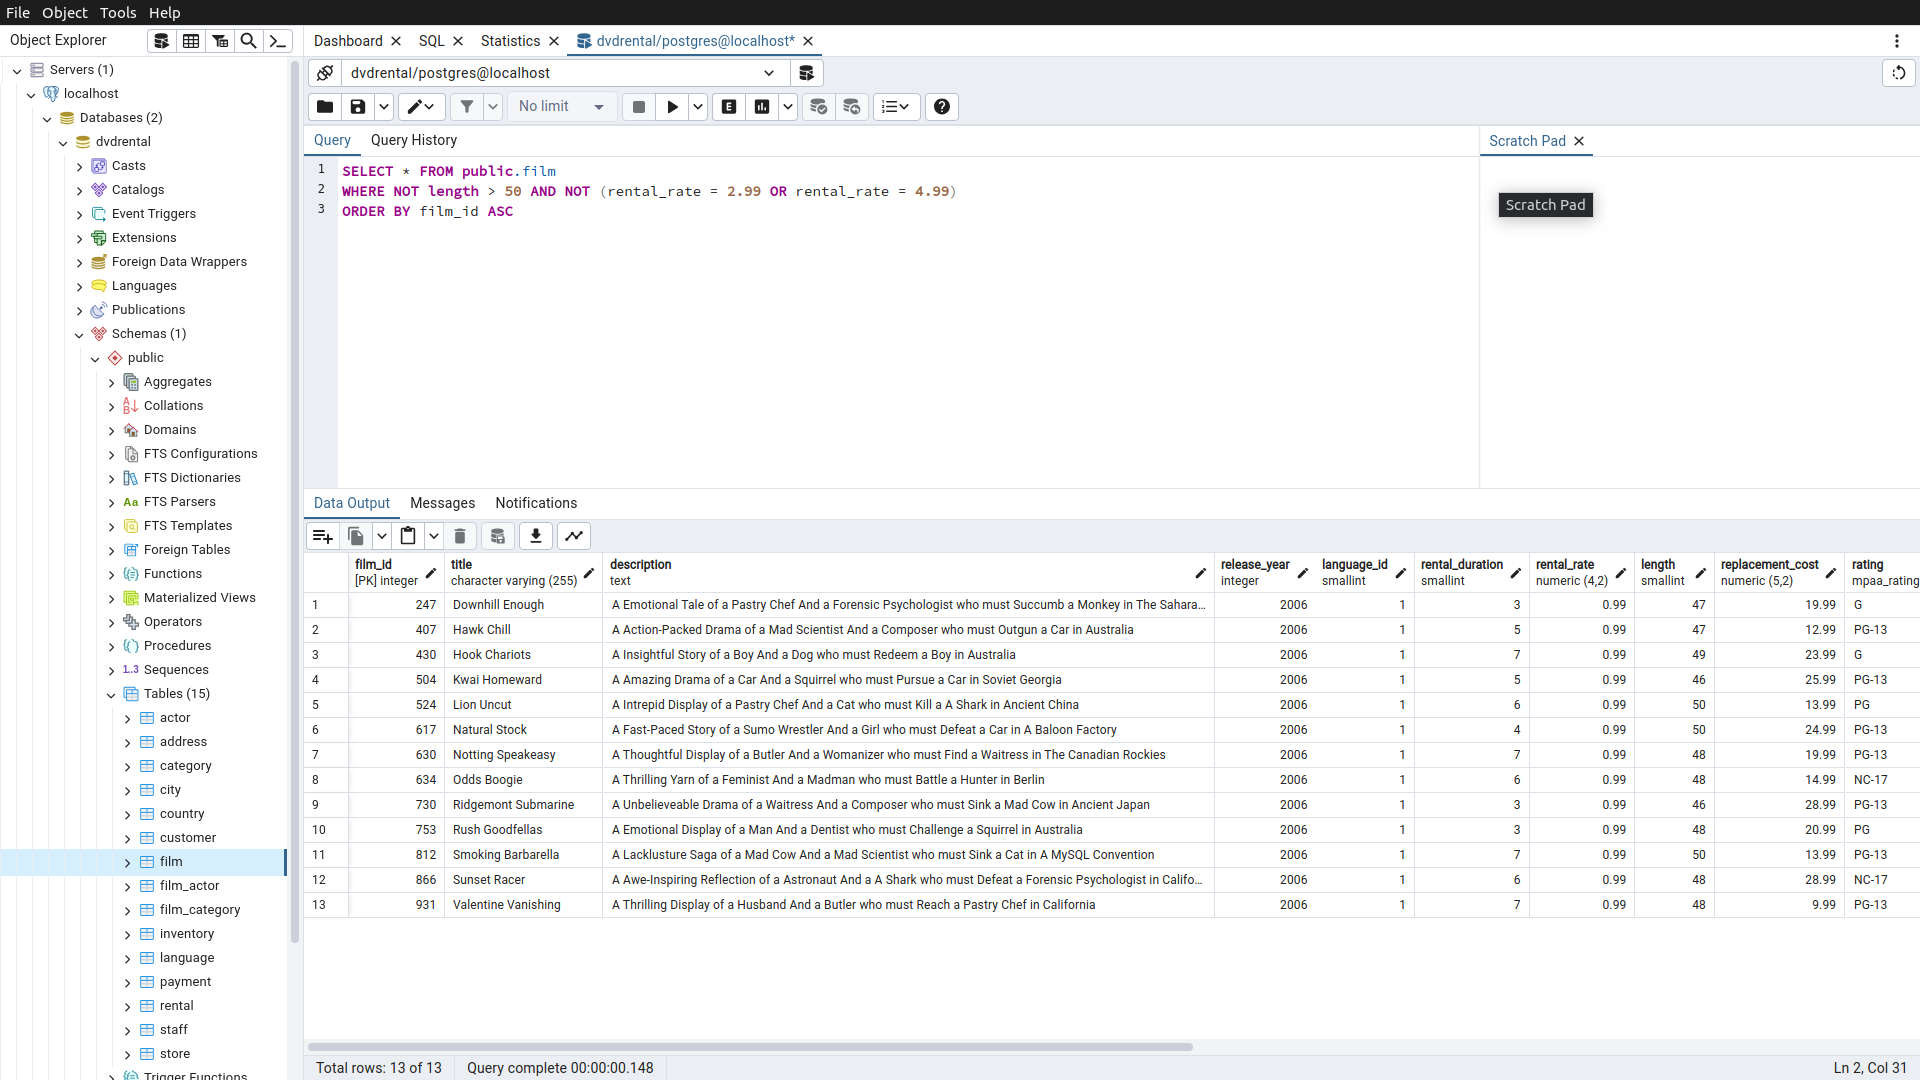 File Object Tools Help
Object Explorer
Dashboard SQL Statistics dvdrental/postgres@localhost*
Servers (1)
localhost
Databases (2)
dvdrental
Casts
Catalogs
Event Triggers
Extensions
Foreign Data Wrappers
Languages
Publications
Schemas (1)
public
Aggregates
Collations
Domains
FTS Configurations
FTS Dictionaries
Aa FTS Parsers
FTS Templates
Foreign Tables
Functions
Materialized Views
Operators
Procedures
1..3 Sequences
Tables (15)
actor
address
category
city
country
customer
film
film_actor
film_category
inventory
language
payment
rental
staff
store
Trigger Functions
dvdrental/postgres@localhost
No limit E
Query Query History
Scratch Pad
1 SELECT * FROM public.film
2 WHERE NOT length > 50 AND NOT (rental_rate = 2.99 OR rental_rate = 4.99)
3 ORDER BY film_id ASC
Scratch Pad
Data Output Messages Notifications
film_id title description release_year language_id rental_duration rental_rate length replacement_cost rating
[PK] integer character varying (255) text integer smallint smallint numeric (4,2) smallint numeric (5,2) mpaa_rating
1 247 Downhill Enough A Emotional Tale of a Pastry Chef And a Forensic Psychologist who must Succumb a Monkey in The Sahara… 2006 1 3 0.99 47 19.99 G
2 407 Hawk Chill A Action-Packed Drama of a Mad Scientist And a Composer who must Outgun a Car in Australia 2006 1 5 0.99 47 12.99 PG-13
3 430 Hook Chariots A Insightful Story of a Boy And a Dog who must Redeem a Boy in Australia 2006 1 7 0.99 49 23.99 G
4 504 Kwai Homeward A Amazing Drama of a Car And a Squirrel who must Pursue a Car in Soviet Georgia 2006 1 5 0.99 46 25.99 PG-13
5 524 Lion Uncut A Intrepid Display of a Pastry Chef And a Cat who must Kill a A Shark in Ancient China 2006 1 6 0.99 50 13.99 PG
6 617 Natural Stock A Fast-Paced Story of a Sumo Wrestler And a Girl who must Defeat a Car in A Baloon Factory 2006 1 4 0.99 50 24.99 PG-13
7 630 Notting Speakeasy A Thoughtful Display of a Butler And a Womanizer who must Find a Waitress in The Canadian Rockies 2006 1 7 0.99 48 19.99 PG-13
8 634 Odds Boogie A Thrilling Yarn of a Feminist And a Madman who must Battle a Hunter in Berlin 2006 1 6 0.99 48 14.99 NC-17
9 730 Ridgemont Submarine A Unbelieveable Drama of a Waitress And a Composer who must Sink a Mad Cow in Ancient Japan 2006 1 3 0.99 46 28.99 PG-13
10 753 Rush Goodfellas A Emotional Display of a Man And a Dentist who must Challenge a Squirrel in Australia 2006 1 3 0.99 48 20.99 PG
11 812 Smoking Barbarella A Lacklusture Saga of a Mad Cow And a Mad Scientist who must Sink a Cat in A MySQL Convention 2006 1 7 0.99 50 13.99 PG-13
12 866 Sunset Racer A Awe-Inspiring Reflection of a Astronaut And a A Shark who must Defeat a Forensic Psychologist in Califo… 2006 1 6 0.99 48 28.99 NC-17
13 931 Valentine Vanishing A Thrilling Display of a Husband And a Butler who must Reach a Pastry Chef in California 2006 1 7 0.99 48 9.99 PG-13
Total rows: 13 of 13 Query complete 00:00:00.148 Ln 2, Col 31